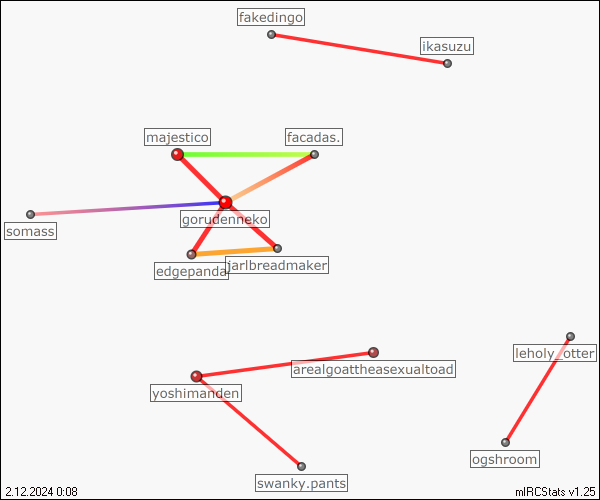 fakedingo
ikasuzu
majestico
facadas.
gorudenneko
somass
edgepanda
jarlbreadmaker
leholy_otter
arealgoattheasexualtoad
yoshimanden
ogshroom
swanky.pants
2.12.2024 0:08
mIRCStats v1.25